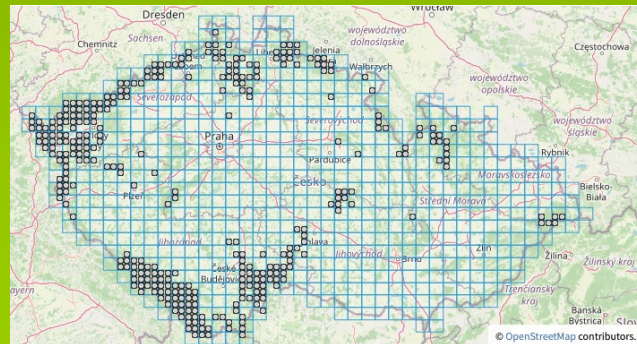 Dresden
Wrocław
Chemnitz
Sachsen
Jelenia
województwo
dolnośląskie
Częstochowa
Wałbrzych
województwo
opolskie
Severozápad
Severovýchod
województwo
śląskie
Praha
Pardubice
Rybnik
Moravskoslezsko
Bielsko-
Biała
Plzeň
Česko
Střední Morava
Jihozápad
Jihlava
Jihovýchod
Brno
Zlín
Žilina
Žilinský kraj
České
Budějovice
Trenčiansky
kraj
Banská
Bystrica
© OpenStreetMap contributors.